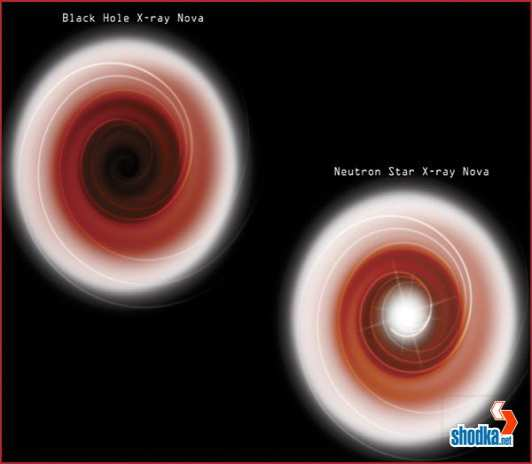 Black Hole X-ray Nova
Neutron Star X-ray Nova
shodka.net